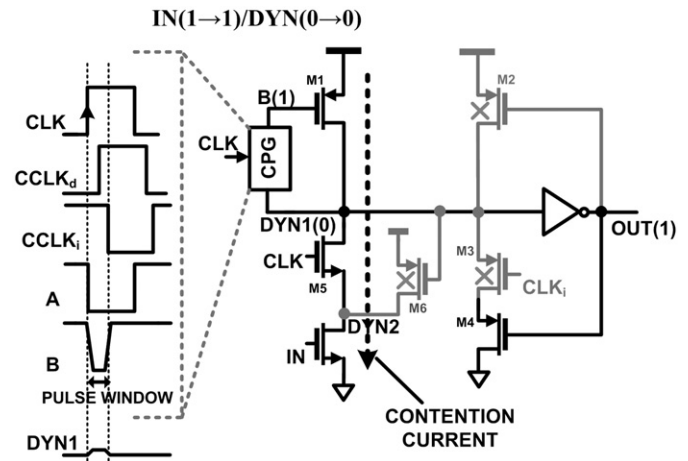 IN(1→1)/DYN(0→0)
CLK
CCLKd
CCLKi
A
B
PULSE WINDOW
DYN1
CLK
CPG
B(1)
M1
DYN1(0)
CLK
M5
IN
DYN2
M6
M2
M3
CLKi
M4
OUT(1)
CONTENTION
CURRENT